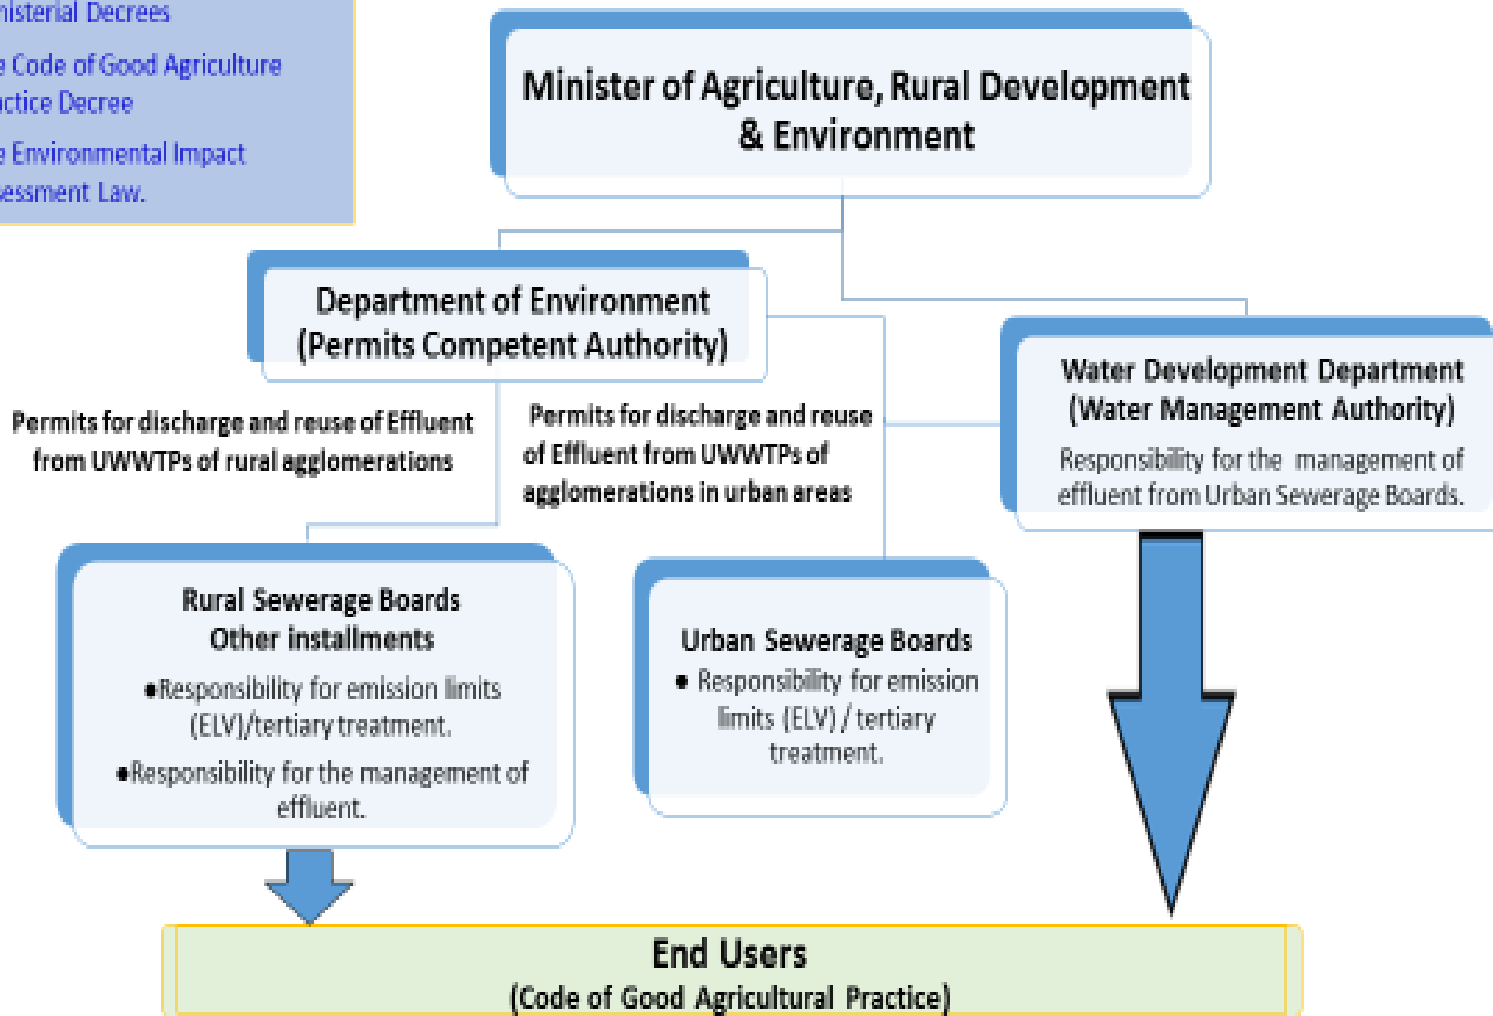 Decrees
Code of Good Agriculture
Decree
Environmental Impact
Law.
Minister of Agriculture, Rural Development
& Environment
Department of Environment
(Permits Competent Authority)
Water Development Department
(Water Management Authority)
Responsibility for the management of
effluent from Urban Sewerage Boards.
Permits for discharge and reuse of Effluent
from UWWTPs of rural agglomerations
Permits for discharge and reuse
of Effluent from UWWTPs of
agglomerations in urban areas
Rural Sewerage Boards
Other installments
●Responsibility for emission limits
(ELV)/tertiary treatment.
●Responsibility for the management of
effluent.
Urban Sewerage Boards
● Responsibility for emission
limits (ELV) / tertiary
treatment.
End Users
(Code of Good Agricultural Practice)